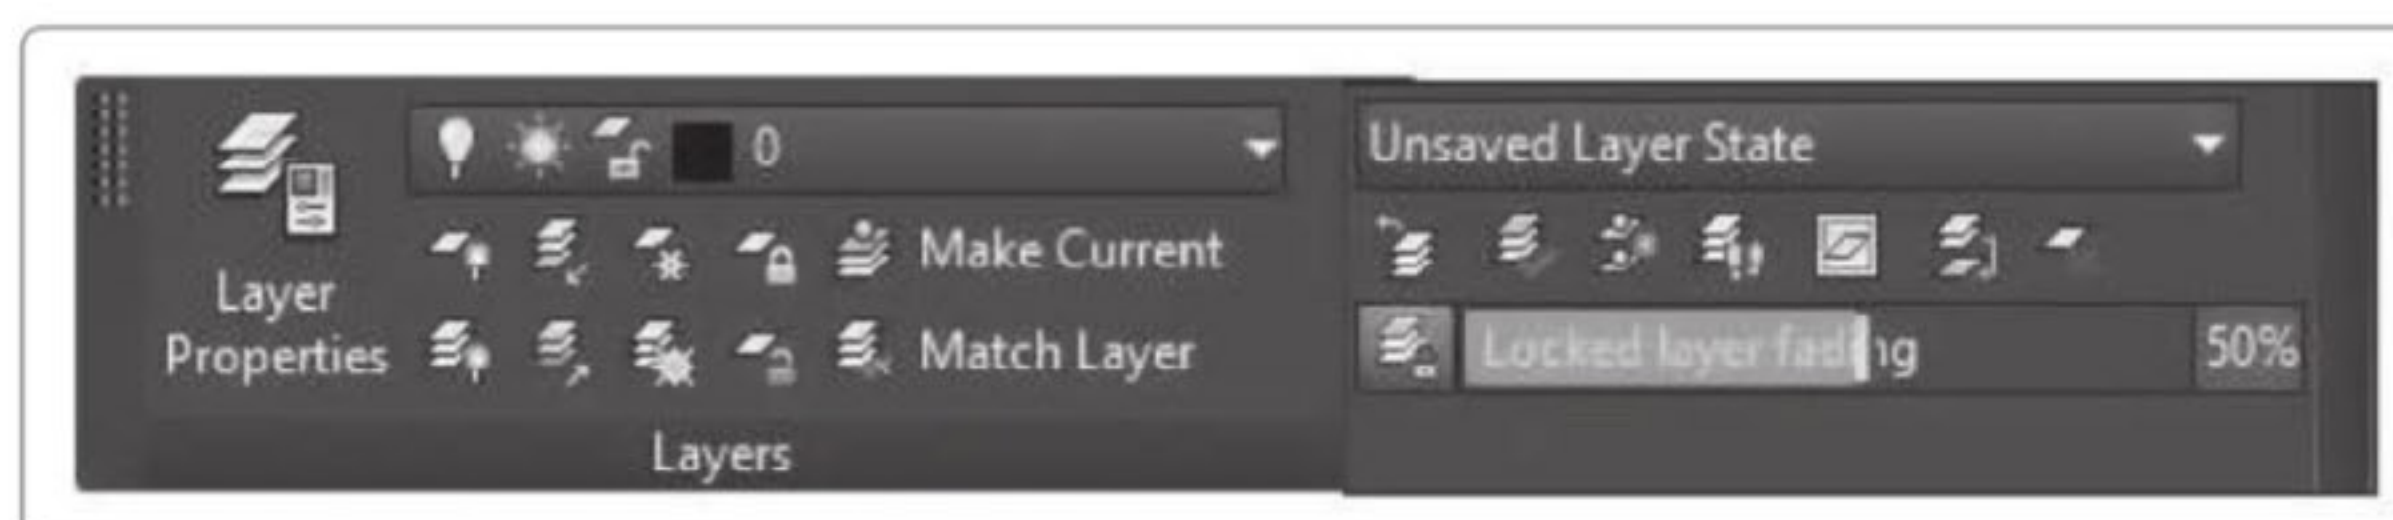 0
Make Current
Layer
Properties
Match Layer
Layers
Unsaved Layer State
Locked layer fading
50%